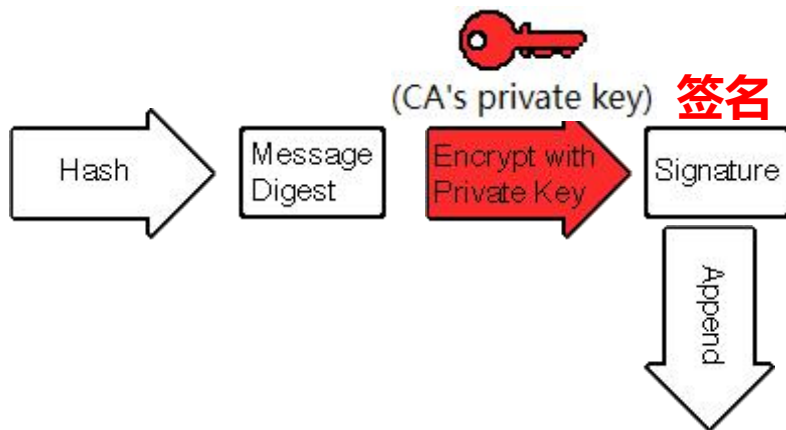 (CA's private key)
签名
Hash
Message
Digest
Encrypt with
Private Key
Signature
Append